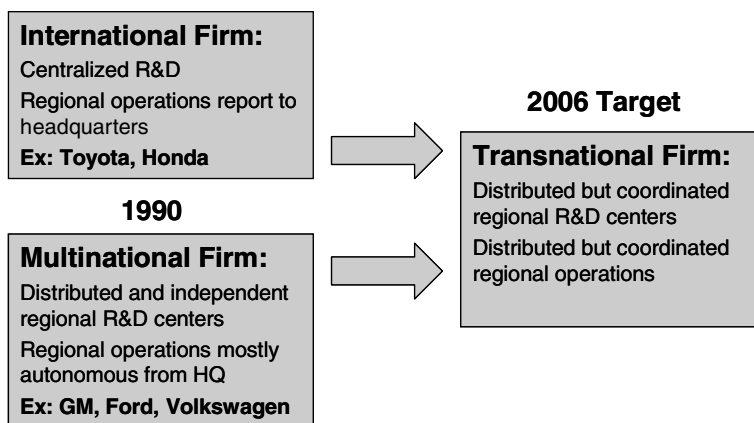 International Firm:
Centralized R&D
Regional operations report to
headquarters
Ex: Toyota, Honda
1990
Multinational Firm:
Distributed and independent
regional R&D centers
Regional operations mostly
autonomous from HQ
Ex: GM, Ford, Volkswagen
2006 Target
Transnational Firm:
Distributed but coordinated
regional R&D centers
Distributed but coordinated
regional operations